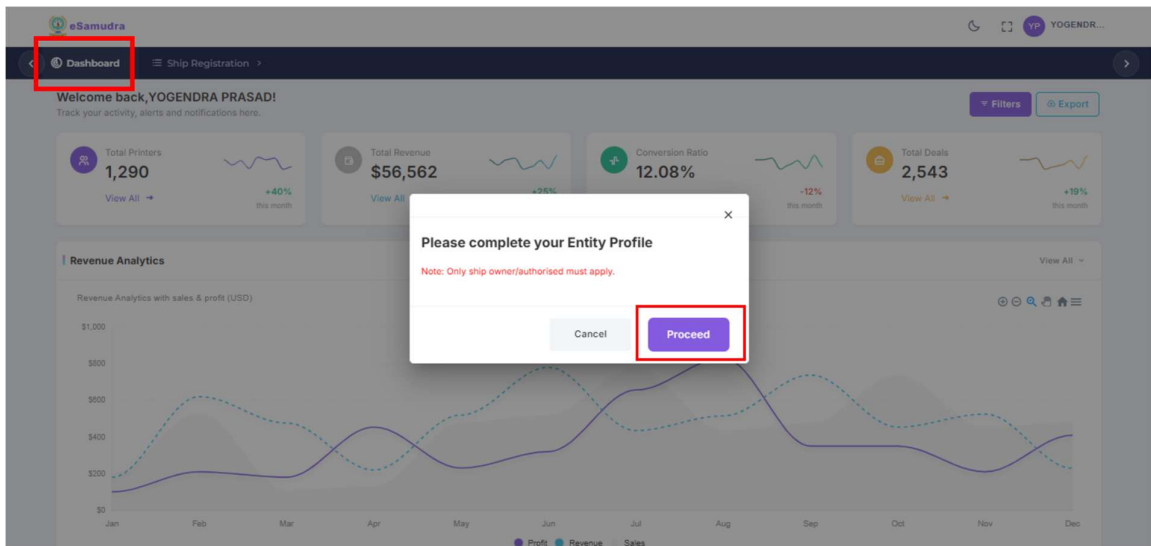 eSamudra
YP YOGENDR...
Dashboard Ship Registration
Welcome back,YOGENDRA PRASAD!
Track your activity, alerts and notifications here.
Filters Export
Total Printers
1,290
View All
+40%
this month
Total Revenue
$56,562
View All
+25%
Conversion Ratio
12.08%
-12%
this month
Total Deals
2,543
View All
+19%
this month
Please complete your Entity Profile
Note: Only ship owner/authorised must apply.
Cancel Proceed
Revenue Analytics
View All
Revenue Analytics with sales & profit (USD)
$1,000
$800
$600
$400
$200
$0
Jan Feb Mar Apr May Jun Jul Aug Sep Oct Nov Dec
Profit Revenue Sales